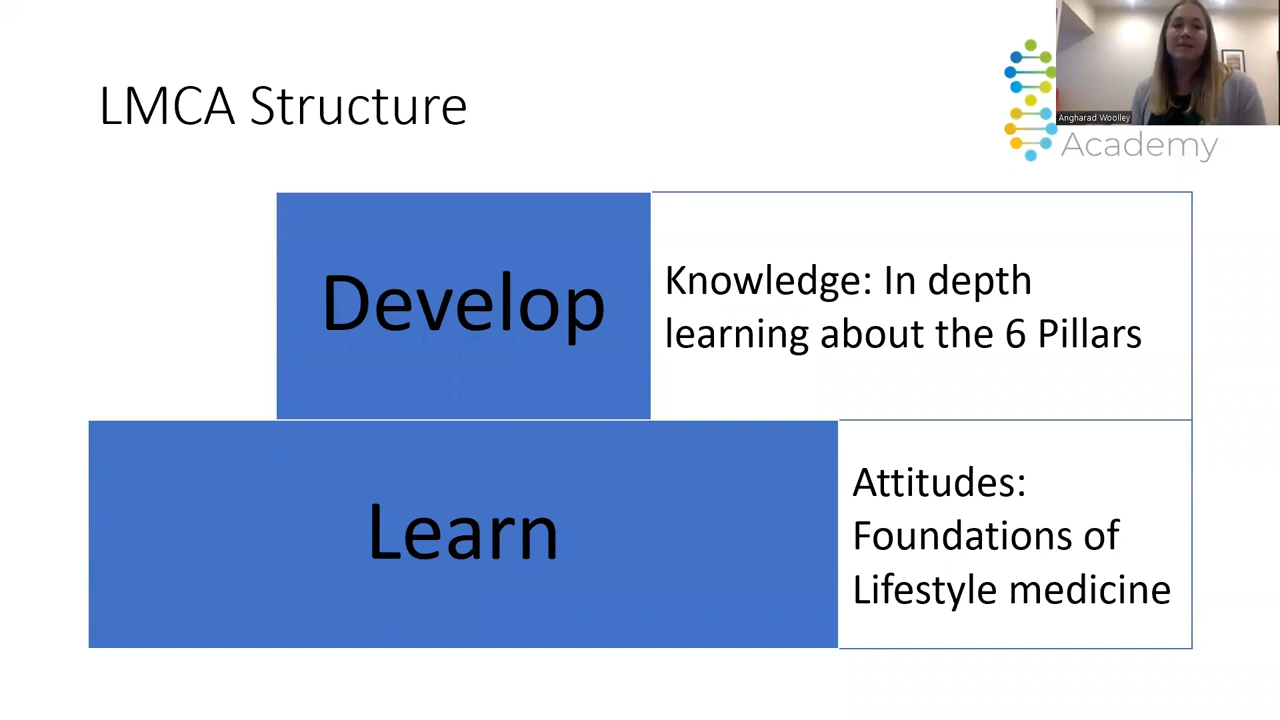 LMCA Structure
Angharad Woolley
Academy
Develop
Knowledge: In depth
learning about the 6 Pillars
Learn
Attitudes:
Foundations of
Lifestyle medicine